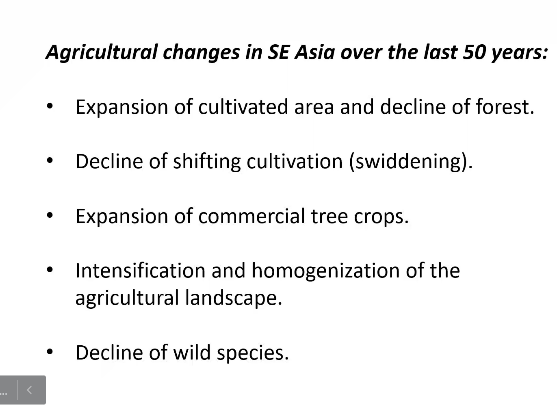 Agricultural changes in SE Asia over the last 50 years:
• Expansion of cultivated area and decline of forest.
• Decline of shifting cultivation (swiddening).
• Expansion of commercial tree crops.
• Intensification and homogenization of the
agricultural landscape.
• Decline of wild species.